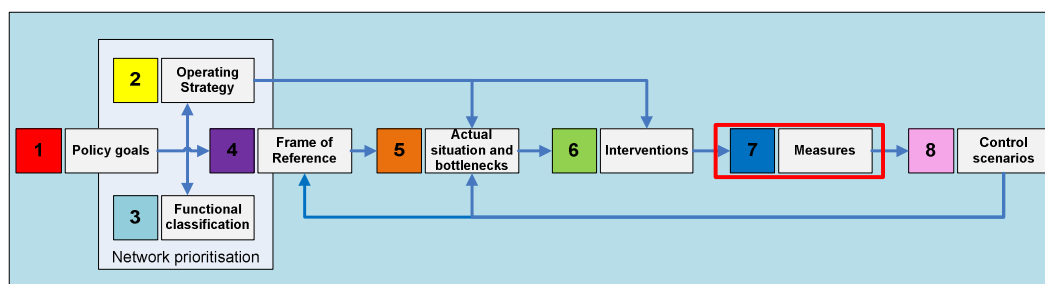 2
Operating
Strategy
1
Policy goals
4
Frame of
Reference
5
Actual
situation and
bottlenecks
6
Interventions
7
Measures
8
Control
scenarios
3
Functional
classification
Network prioritisation